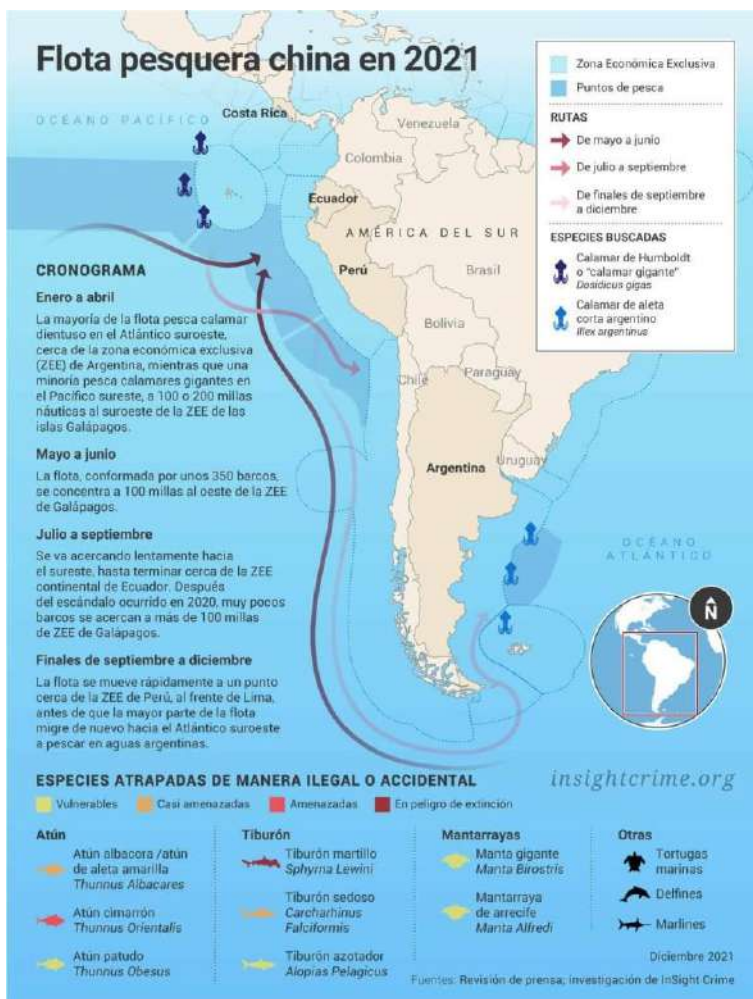 Flota pesquera china en 2021
Zona Económica Exclusiva
Puntos de pesca
RUTAS
De mayo a junio
De julio a septiembre
De finales de septiembre
a diciembre
ESPECIES BUSCADAS
Calamar de Humboldt
o "calamar gigante"
Dosidicus gigas
Calamar de aleta
corta argentino
Illex argentinus
OCÉANO PACÍFICO
Costa Rica
Venezuela
Colombia
Ecuador
AMÉRICA DEL SUR
Perú
Brasil
Bolivia
Chile
Paraguay
Argentina
Uruguay
OCÉANO
ATLÁNTICO
N
CRONOGRAMA
Enero a abril
La mayoría de la flota pesca calamar
dientuso en el Atlántico suroeste,
cerca de la zona económica exclusiva
(ZEE) de Argentina, mientras que una
minoría pesca calamares gigantes en
el Pacífico sureste, a 100 o 200 millas
náuticas al suroeste de la ZEE de las
islas Galápagos.
Mayo a junio
La flota, conformada por unos 350 barcos,
se concentra a 100 millas al oeste de la ZEE
de Galápagos.
Julio a septiembre
Se va acercando lentamente hacia
el sureste, hasta terminar cerca de la ZEE
continental de Ecuador. Después
del escándalo ocurrido en 2020, muy pocos
barcos se acercan a más de 100 millas
de ZEE de Galápagos.
Finales de septiembre a diciembre
La flota se mueve rápidamente a un punto
cerca de la ZEE de Perú, al frente de Lima,
antes de que la mayor parte de la flota
migre de nuevo hacia el Atlántico suroeste
a pescar en aguas argentinas.
insightcrime.org
ESPECIES ATRAPADAS DE MANERA ILEGAL O ACCIDENTAL
Vulnerables
Casi amenazadas
Amenazadas
En peligro de extinción
Atún
Atún albacora /atún
de aleta amarilla
Thunnus Albacares
Atún cimarrón
Thunnus Orientalis
Atún patudo
Thunnus Obesus
Tiburón
Tiburón martillo
Sphyrna Lewini
Tiburón sedoso
Carcharhinus
Falciformis
Tiburón azotador
Alopias Pelagicus
Mantarrayas
Manta gigante
Manta Birostris
Mantarraya
de arrecife
Manta Alfredi
Otras
Tortugas
marinas
Delfines
Marlines
Diciembre 2021
Fuentes: Revisión de prensa; investigación de InSight Crime